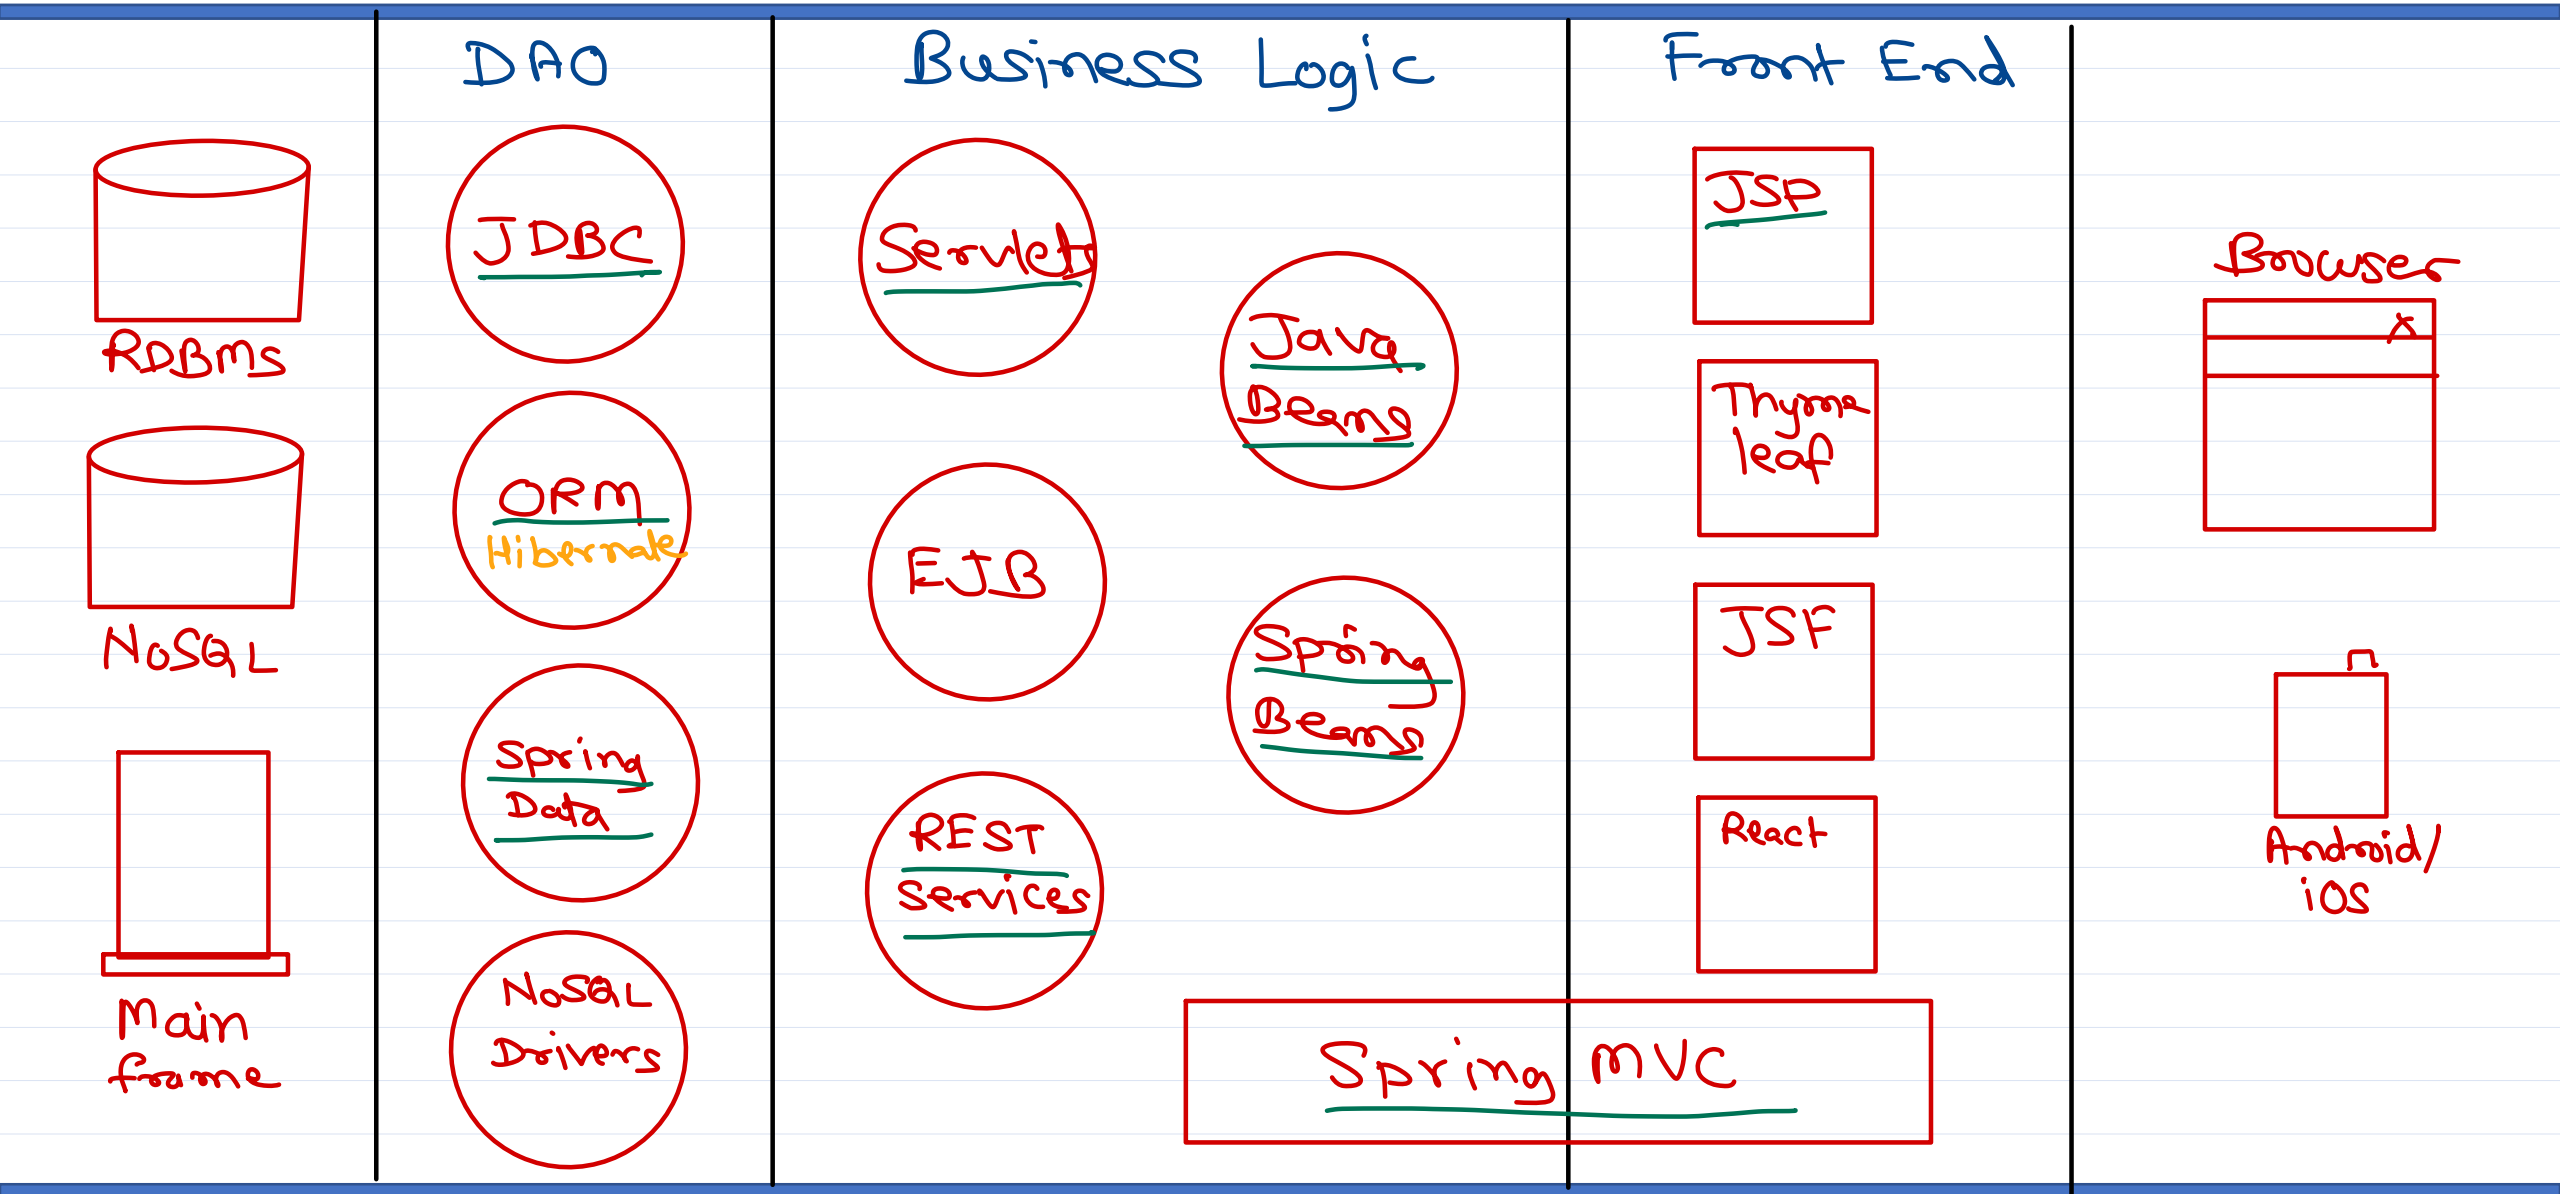 DAO
Business Logic
Front End
RDBMS
NoSQL
Main
frame
JDBC
ORM
Hibernate
Spring
Data
NoSQL
Drivers
Servlets
EJB
REST
Services
Java
Beans
Spring
Beans
Spring MVC
JSP
Thyme
leaf
JSF
React
Browser
X
Android/
iOS